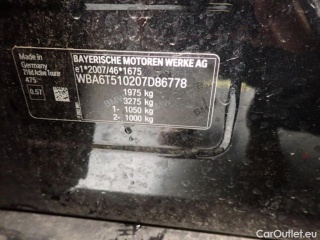 BAYERISCHE MOTOREN WERKE AG
e1*2007/46*1675
WBA6T510207D86778
1975 kg
3275 kg
1- 1050 kg
2- 1000 kg
Made in
Germany
218d Active Tourer
475
0.57
CarOutlet.eu